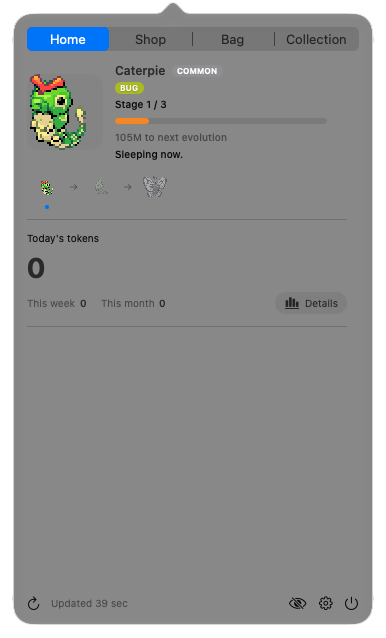 Home Shop Bag Collection
Caterpie COMMON
BUG
Stage 1 / 3
105M to next evolution
Sleeping now.
Today's tokens
0
This week 0 This month 0 Details
Updated 39 sec